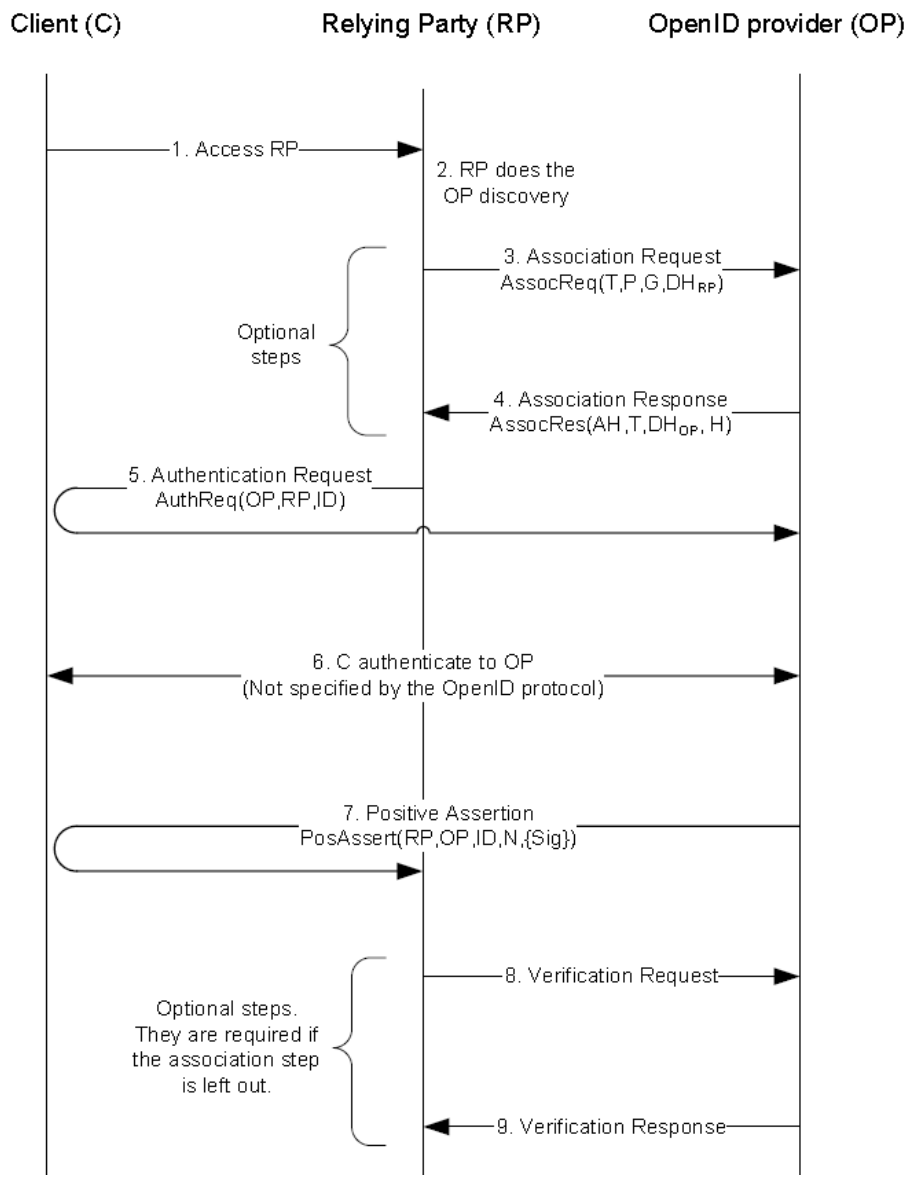 Client (C)
Relying Party (RP)
OpenID provider (OP)
1. Access RP
2. RP does the
OP discovery
3. Association Request
AssocReq(T,P,G,DH_RP)
Optional
steps
4. Association Response
AssocRes(AH,T,DH_OP, H)
5. Authentication Request
AuthReq(OP,RP,ID)
6. C authenticate to OP
(Not specified by the OpenID protocol)
7. Positive Assertion
PosAssert(RP,OP,ID,N,{Sig})
8. Verification Request
Optional steps.
They are required if
the association step
is left out.
9. Verification Response